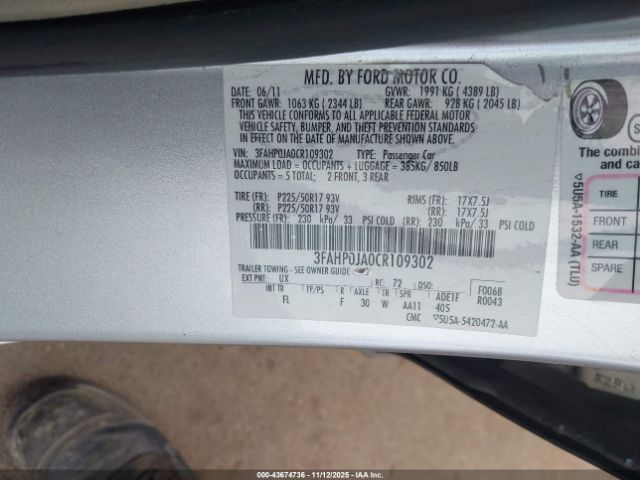 MFD. BY FORD MOTOR CO.
DATE: 06/11 GVWR: 1991 KG ( 4389 LB)
FRONT GAWR: 1063 KG ( 2344 LB) REAR GAWR: 928 KG ( 2045 LB)
THIS VEHICLE CONFORMS TO ALL APPLICABLE FEDERAL MOTOR
VEHICLE SAFETY, BUMPER, AND THEFT PREVENTION STANDARDS
IN EFFECT ON THE DATE OF MANUFACTURE SHOWN ABOVE.
VIN: 3FAHP0JA0CR109302 TYPE: Passenger Car
MAXIMUM LOAD = OCCUPANTS + LUGGAGE = 385KG/ 850LB
OCCUPANTS = 5 TOTAL; 2 FRONT, 3 REAR
TIRE (FR): P225/50R17 93V RIMS (FR): 17X7.5J
(RR): P225/50R17 93V (RR): 17X7.5J
PRESSURE (FR): 230 kPa/ 33 PSI COLD (RR): 230 kPa/ 33 PSI COLD
3FAHP0JA0CR109302
TRAILER TOWING - SEE OWNER GUIDE
EXT PNT: UX RC: 72 DSO: F0068
INT TR TP/PS R AXLE TR SPR ADE1F R0043
FL F 30 W AA11 405
CMC ▽5U5A-5420472-AA
The combi
and ca
TIRE
FRONT
REAR
SPARE
▽5U5A-1532-AA (TLU)
000-43674736 - 11/12/2025 - IAA Inc.